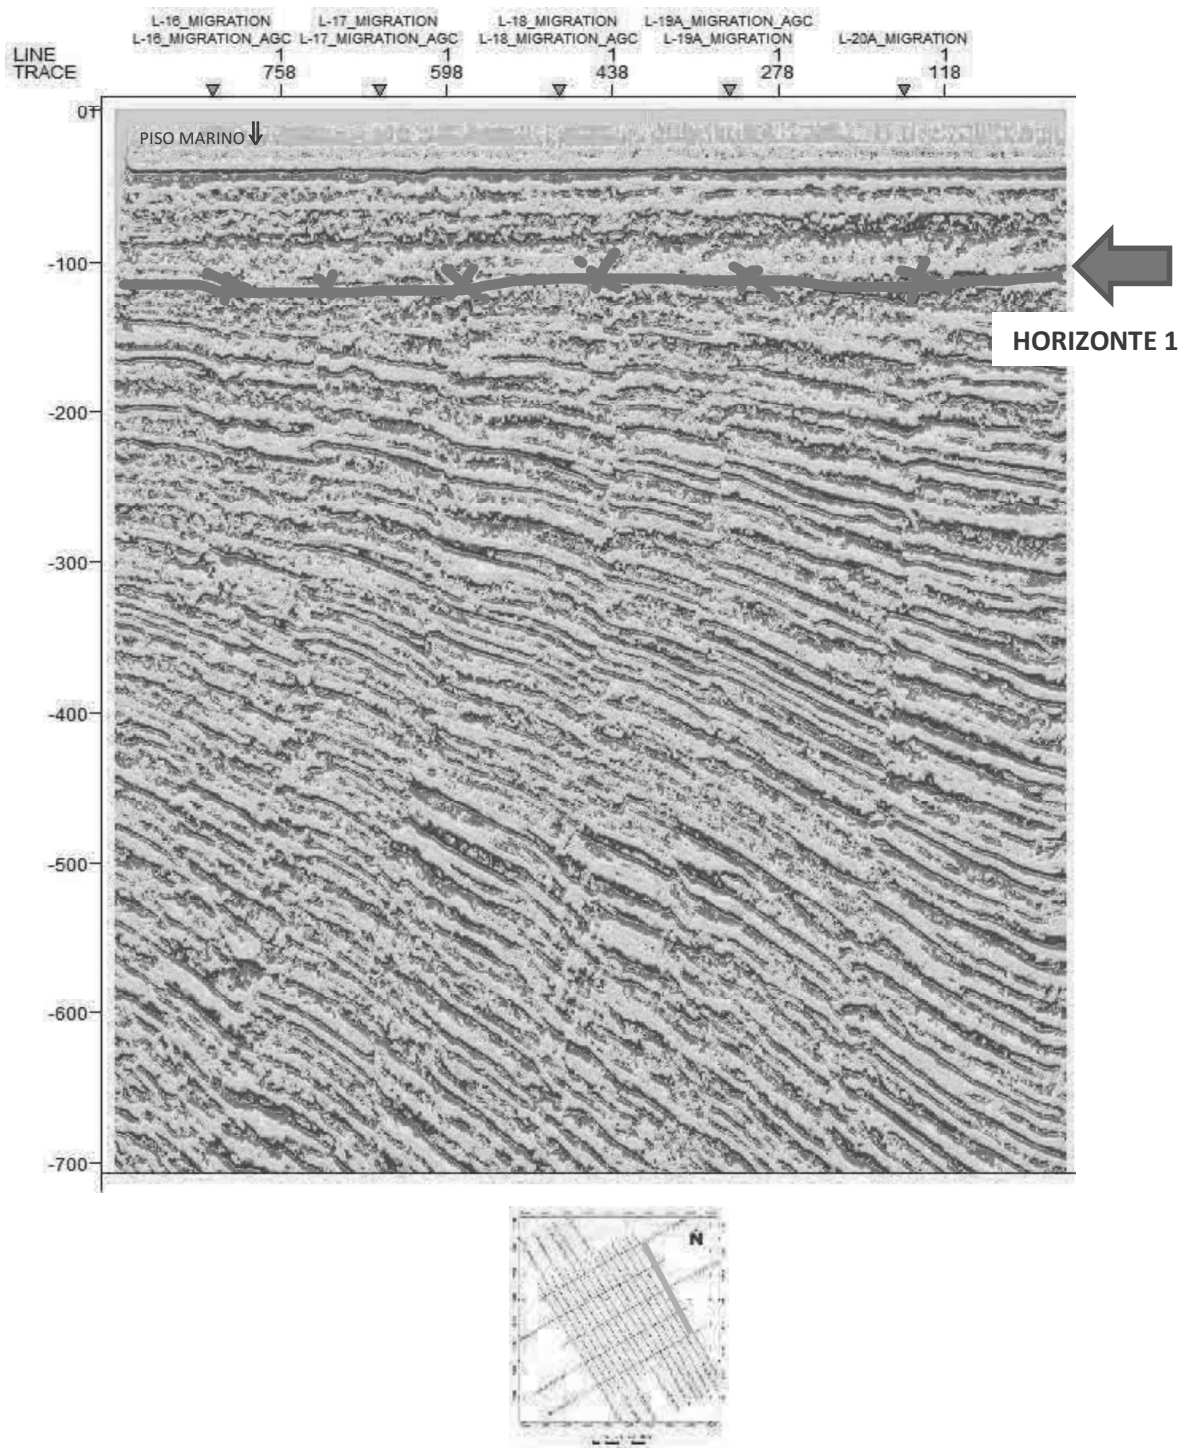 L-16_MIGRATION L-17_MIGRATION L-18_MIGRATION L-19A_MIGRATION_AGC
L-16_MIGRATION_AGC L-17_MIGRATION_AGC L-18_MIGRATION_AGC L-19A_MIGRATION L-20A_MIGRATION
LINE 1 1 1 1 1
TRACE 758 598 438 278 118
0
PISO MARINO
-100
HORIZONTE 1
-200
-300
-400
-500
-600
-700
N